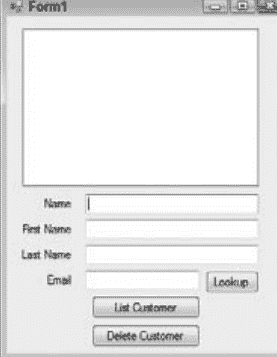 Form1
Name
First Name
Last Name
Email
Lookup
List Customer
Delete Customer